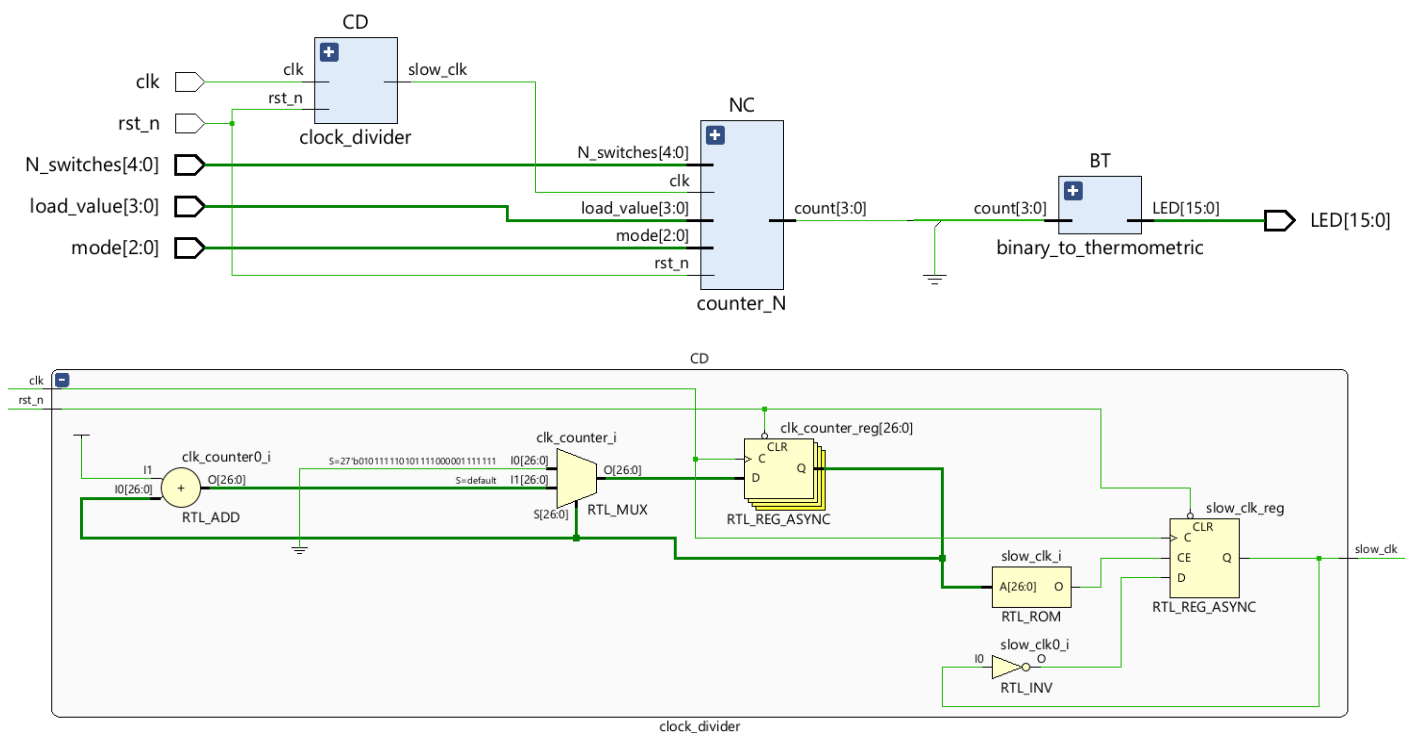 CD
clk
clk
slow_clk
rst_n
rst_n
clock_divider
NC
N_switches[4:0]
N_switches[4:0]
clk
load_value[3:0]
load_value[3:0]
mode[2:0]
mode[2:0]
rst_n
counter_N
count[3:0]
BT
count[3:0]
LED[15:0]
LED[15:0]
binary_to_thermometric
CD
clk
rst_n
clk_counter0_i
I1
I0[26:0]
+
O[26:0]
RTL_ADD
clk_counter_i
S=27'b010111110101111000001111111
I0[26:0]
S=default
I1[26:0]
O[26:0]
S[26:0]
RTL_MUX
clk_counter_reg[26:0]
CLR
C
Q
D
RTL_REG_ASYNC
slow_clk_i
A[26:0]
O
RTL_ROM
slow_clk0_i
I0
O
RTL_INV
slow_clk_reg
CLR
C
CE
Q
D
RTL_REG_ASYNC
slow_clk
clock_divider